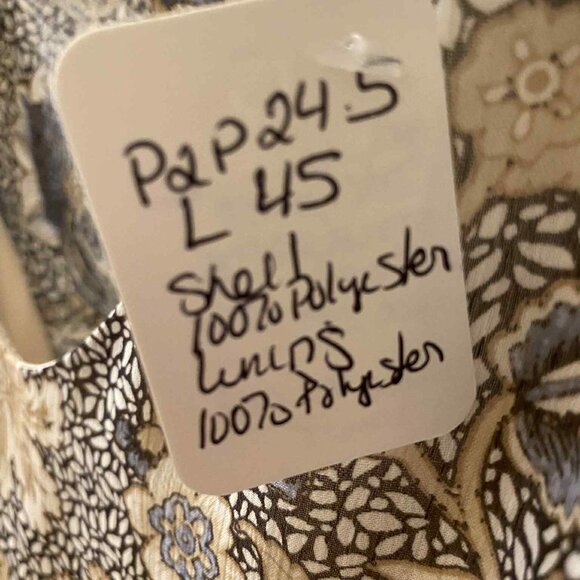 P2P 24.5
L 45
Shell
100% Polyester
Lining
100% Polyester